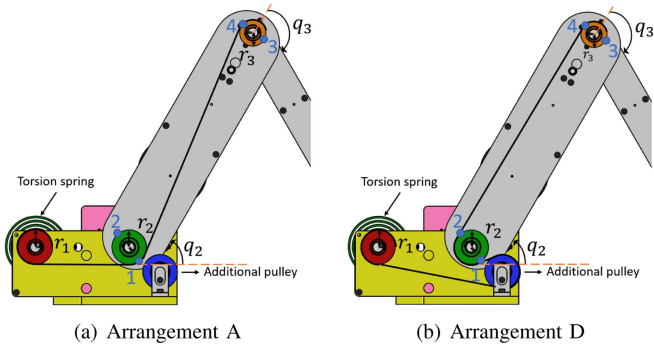 4
3
q3
r3
Torsion spring
2
r1
r2
q2
1
Additional pulley
(a) Arrangement A
4
3
q3
r3
Torsion spring
2
r1
r2
q2
1
Additional pulley
(b) Arrangement D